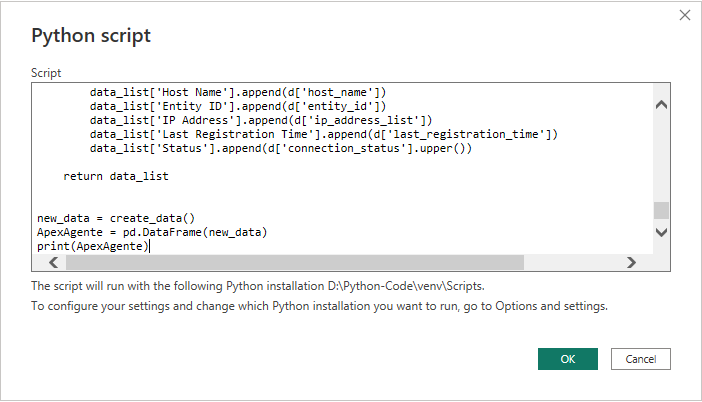 Python script
Script
data_list['Host Name'].append(d['host_name'])
data_list['Entity ID'].append(d['entity_id'])
data_list['IP Address'].append(d['ip_address_list'])
data_list['Last Registration Time'].append(d['last_registration_time'])
data_list['Status'].append(d['connection_status'].upper())
return data_list
new_data = create_data()
ApexAgente = pd.DataFrame(new_data)
print(ApexAgente)
The script will run with the following Python installation D:\Python-Code\venv\Scripts.
To configure your settings and change which Python installation you want to run, go to Options and settings.
OK
Cancel